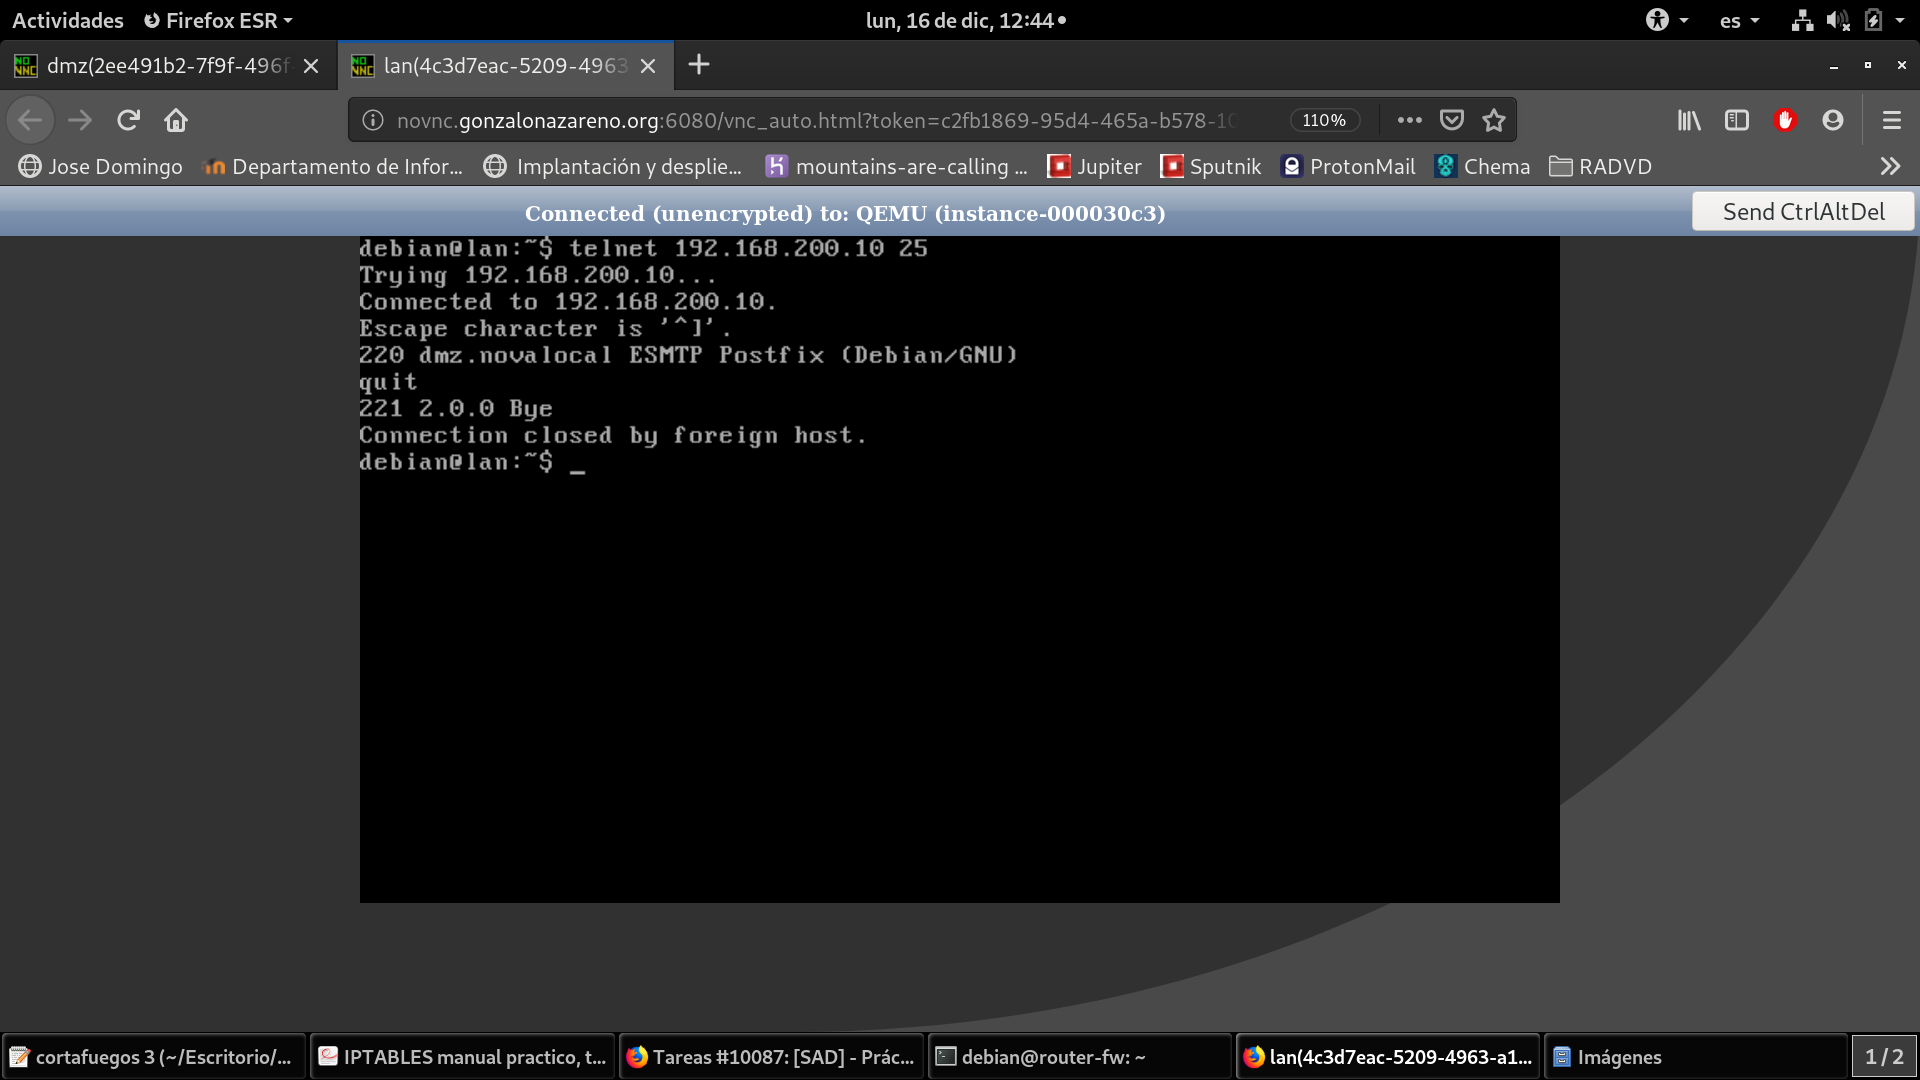 Actividades Firefox ESR lun, 16 de dic, 12:44 es
dmz(2ee491b2-7f9f-496f lan(4c3d7eac-5209-4963
novnc.gonzalonazareno.org:6080/vnc_auto.html?token=c2fb1869-95d4-465a-b578-10 110%
Jose Domingo Departamento de Infor... Implantación y desplie... mountains-are-calling ... Jupiter Sputnik ProtonMail Chema RADVD
Connected (unencrypted) to: QEMU (instance-000030c3) Send CtrlAltDel
debian@lan:~$ telnet 192.168.200.10 25
Trying 192.168.200.10...
Connected to 192.168.200.10.
Escape character is '^]'.
220 dmz.novalocal ESMTP Postfix (Debian/GNU)
quit
221 2.0.0 Bye
Connection closed by foreign host.
debian@lan:~$ _
cortafuegos 3 (~/Escritorio/... IPTABLES manual practico, t... Tareas #10087: [SAD] - Prác... debian@router-fw: ~ lan(4c3d7eac-5209-4963-a1... Imágenes 1 / 2